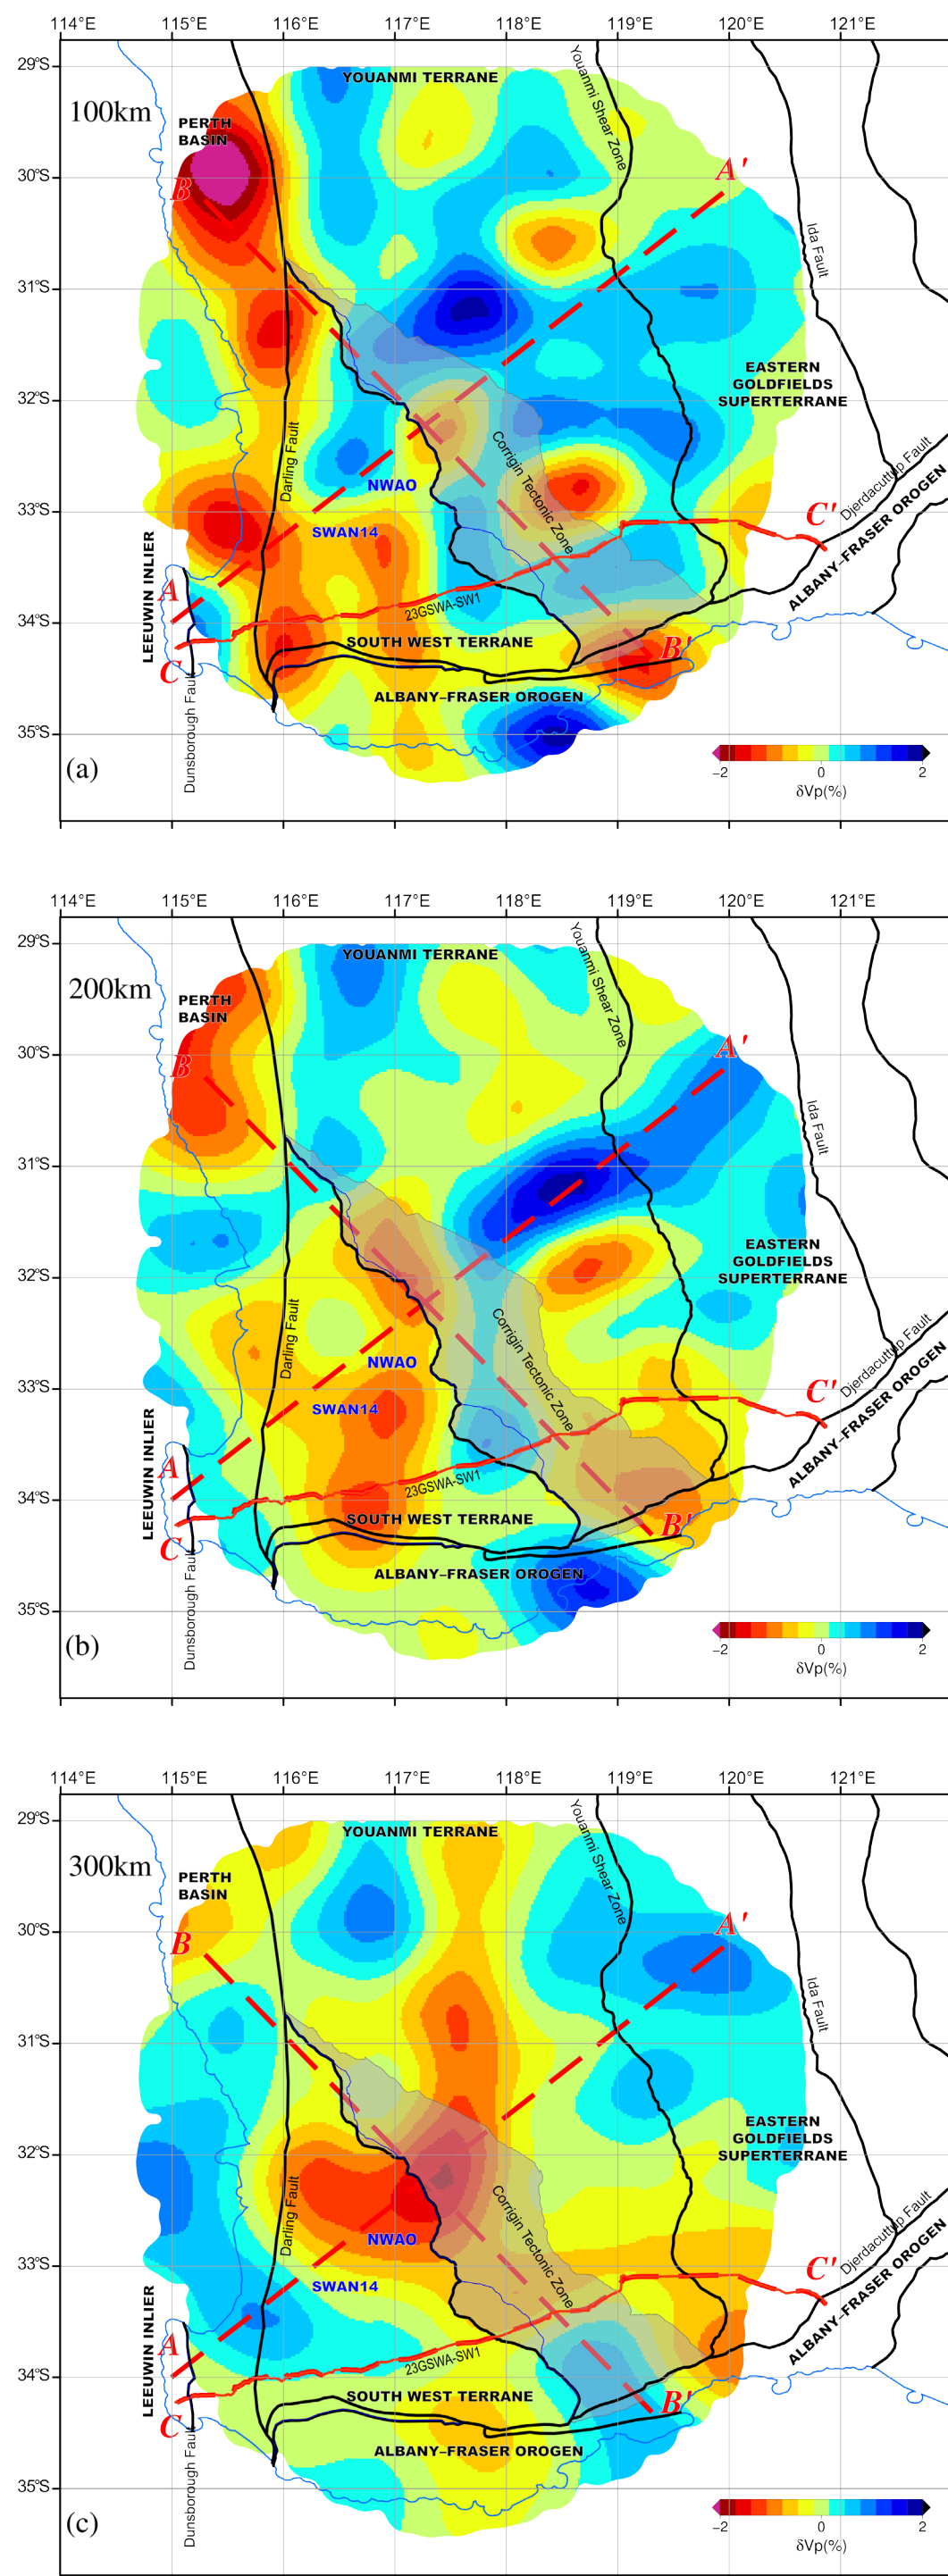 114°E 115°E 116°E 117°E 118°E 119°E 120°E 121°E
29°S
100km
YOUANMI TERRANE
Youanmi Shear Zone
PERTH
BASIN
30°S
B
A'
Ida Fault
31°S
EASTERN
GOLDFIELDS
SUPERTERRANE
32°S
Darling Fault
Corrigin Tectonic Zone
Djerdacuttup Fault
NWAO
33°S
SWAN14
C'
ALBANY–FRASER OROGEN
LEEUWIN INLIER
A
23GSWA-SW1
34°S
SOUTH WEST TERRANE
B'
C
ALBANY–FRASER OROGEN
Dunsborough Fault
35°S
(a)
−2 0 2
δVp(%)
114°E 115°E 116°E 117°E 118°E 119°E 120°E 121°E
29°S
200km
YOUANMI TERRANE
Youanmi Shear Zone
PERTH
BASIN
30°S
B
A'
Ida Fault
31°S
EASTERN
GOLDFIELDS
SUPERTERRANE
32°S
Darling Fault
Corrigin Tectonic Zone
Djerdacuttup Fault
NWAO
33°S
SWAN14
C'
ALBANY–FRASER OROGEN
LEEUWIN INLIER
A
23GSWA-SW1
34°S
SOUTH WEST TERRANE
B'
C
ALBANY–FRASER OROGEN
Dunsborough Fault
35°S
(b)
−2 0 2
δVp(%)
114°E 115°E 116°E 117°E 118°E 119°E 120°E 121°E
29°S
300km
YOUANMI TERRANE
Youanmi Shear Zone
PERTH
BASIN
30°S
B
A'
Ida Fault
31°S
EASTERN
GOLDFIELDS
SUPERTERRANE
32°S
Darling Fault
Corrigin Tectonic Zone
Djerdacuttup Fault
NWAO
33°S
SWAN14
C'
ALBANY–FRASER OROGEN
LEEUWIN INLIER
A
23GSWA-SW1
34°S
SOUTH WEST TERRANE
B'
C
ALBANY–FRASER OROGEN
Dunsborough Fault
35°S
(c)
−2 0 2
δVp(%)